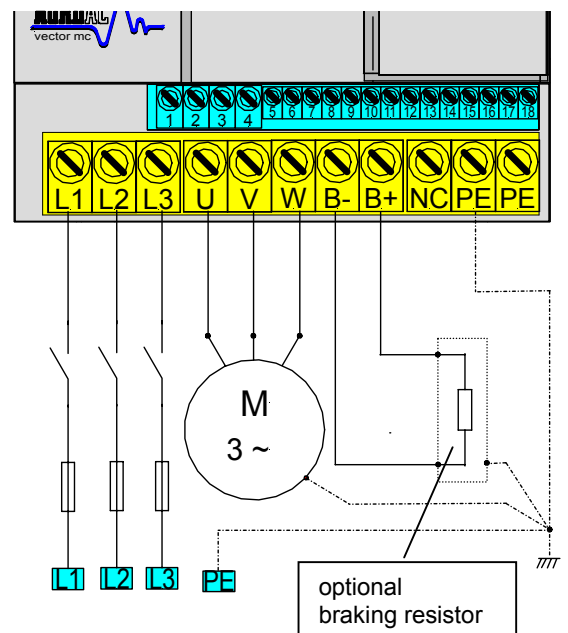 vector mc
1 2 3 4 5 6 7 8 9 10 11 12 13 14 15 16 17 18
L1 L2 L3 U V W B- B+ NC PE PE
M
3 ~
L1 L2 L3 PE
optional
braking resistor